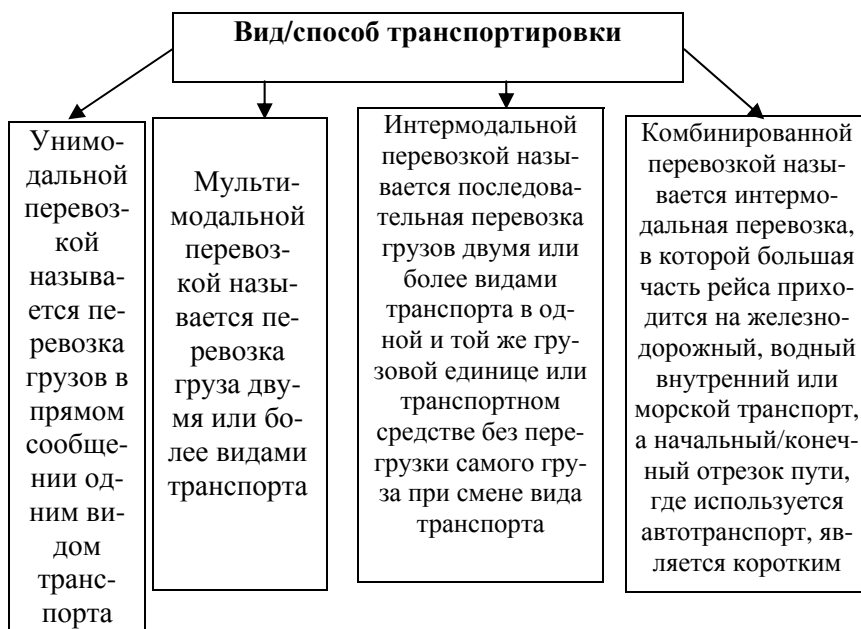 Вид/способ транспортировки
Унимо-
дальной
перевоз-
кой
называ-
ется пе-
ревозка
грузов в
прямом
сообще-
нии од-
ним ви-
дом
транс-
порта
Мульти-
модальной
перевоз-
кой назы-
вается пе-
ревозка
груза дву-
мя или бо-
лее видами
транспорта
Интермодальной
перевозкой назы-
вается последова-
тельная перевозка
грузов двумя или
более видами
транспорта в од-
ной и той же гру-
зовой единице или
транспортном
средстве без пере-
грузки самого гру-
за при смене вида
транспорта
Комбинированной
перевозкой назы-
вается интермо-
дальная перевозка,
в которой большая
часть рейса прихо-
дится на железно-
дорожный, водный
внутренний или
морской транспорт,
а начальный/конеч-
ный отрезок пути,
где используется
автотранспорт, яв-
ляется коротким